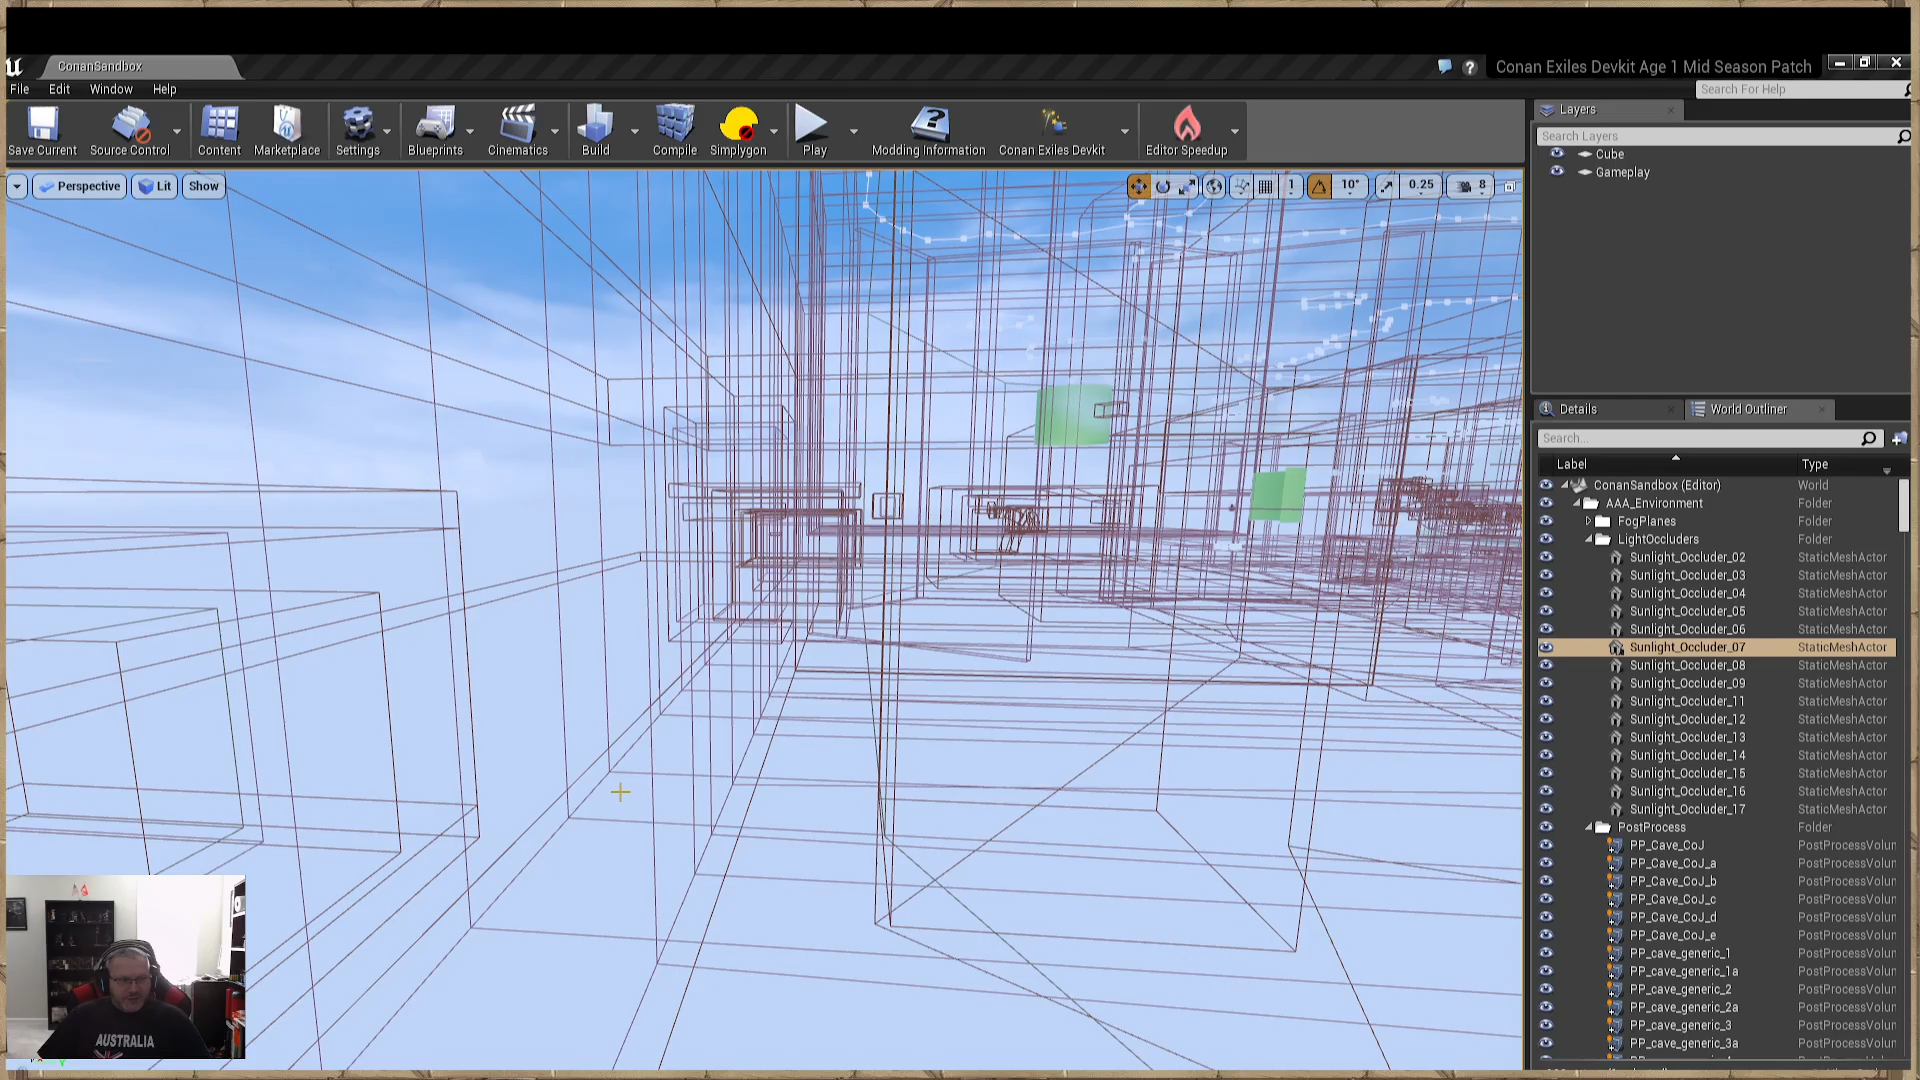 ConanSandbox
Conan Exiles Devkit Age 1 Mid Season Patch
File Edit Window Help
Search For Help
Save Current
Source Control
Content
Marketplace
Settings
Blueprints
Cinematics
Build
Compile
Simplygon
Play
Modding Information
Conan Exiles Devkit
Editor Speedup
Layers
Search Layers
Cube
Gameplay
Perspective
Lit
Show
1
10°
0.25
8
Details
World Outliner
Search...
Label Type
ConanSandbox (Editor) World
AAA_Environment Folder
FogPlanes Folder
LightOccluders Folder
Sunlight_Occluder_02 StaticMeshActor
Sunlight_Occluder_03 StaticMeshActor
Sunlight_Occluder_04 StaticMeshActor
Sunlight_Occluder_05 StaticMeshActor
Sunlight_Occluder_06 StaticMeshActor
Sunlight_Occluder_07 StaticMeshActor
Sunlight_Occluder_08 StaticMeshActor
Sunlight_Occluder_09 StaticMeshActor
Sunlight_Occluder_11 StaticMeshActor
Sunlight_Occluder_12 StaticMeshActor
Sunlight_Occluder_13 StaticMeshActor
Sunlight_Occluder_14 StaticMeshActor
Sunlight_Occluder_15 StaticMeshActor
Sunlight_Occluder_16 StaticMeshActor
Sunlight_Occluder_17 StaticMeshActor
PostProcess Folder
PP_Cave_CoJ PostProcessVolun
PP_Cave_CoJ_a PostProcessVolun
PP_Cave_CoJ_b PostProcessVolun
PP_Cave_CoJ_c PostProcessVolun
PP_Cave_CoJ_d PostProcessVolun
PP_Cave_CoJ_e PostProcessVolun
PP_cave_generic_1 PostProcessVolun
PP_cave_generic_1a PostProcessVolun
PP_cave_generic_2 PostProcessVolun
PP_cave_generic_2a PostProcessVolun
PP_cave_generic_3 PostProcessVolun
PP_cave_generic_3a PostProcessVolun
AUSTRALIA